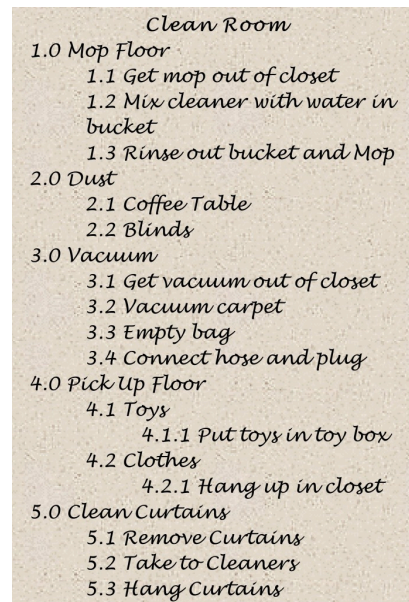 Clean Room
1.0 Mop Floor
1.1 Get mop out of closet
1.2 Mix cleaner with water in
bucket
1.3 Rinse out bucket and Mop
2.0 Dust
2.1 Coffee Table
2.2 Blinds
3.0 Vacuum
3.1 Get vacuum out of closet
3.2 Vacuum carpet
3.3 Empty bag
3.4 Connect hose and plug
4.0 Pick Up Floor
4.1 Toys
4.1.1 Put toys in toy box
4.2 Clothes
4.2.1 Hang up in closet
5.0 Clean Curtains
5.1 Remove Curtains
5.2 Take to Cleaners
5.3 Hang Curtains